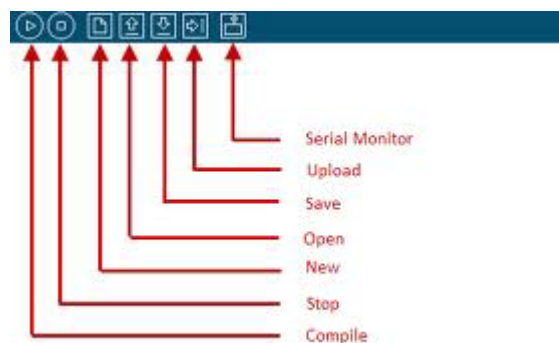 Serial Monitor
Upload
Save
Open
New
Stop
Compile